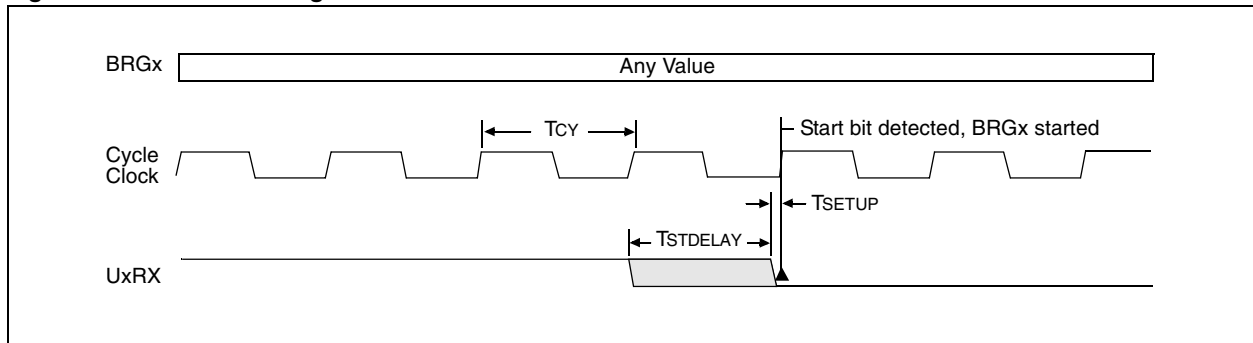 BRGx
Any Value
TCY
Start bit detected, BRGx started
Cycle
Clock
TSETUP
TSTDELAY
UxRX